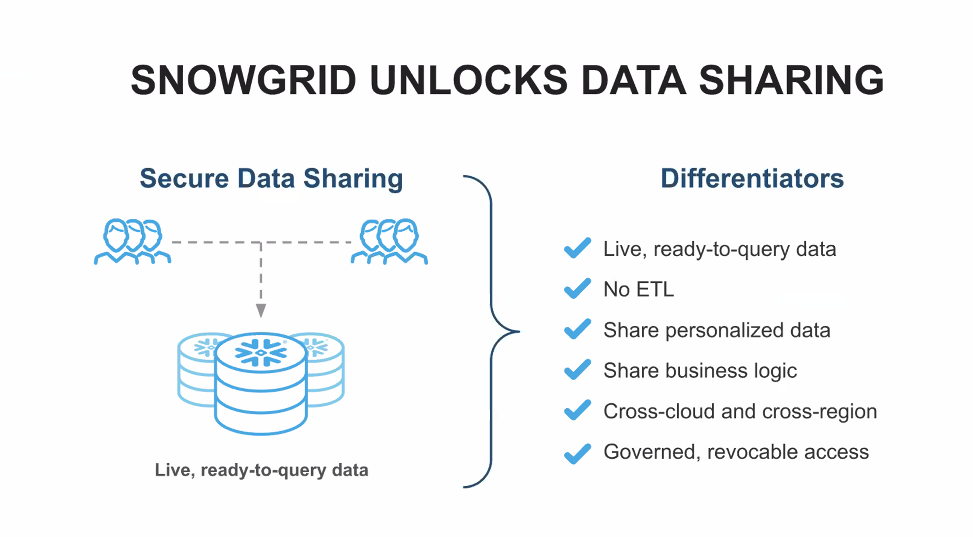 SNOWGRID UNLOCKS DATA SHARING
Secure Data Sharing
Live, ready-to-query data
Differentiators
Live, ready-to-query data
No ETL
Share personalized data
Share business logic
Cross-cloud and cross-region
Governed, revocable access